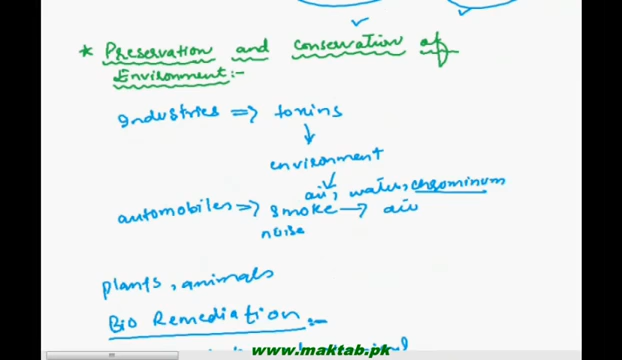 * Preservation and conservation of
Environment:-
Industries => toxins
↓
environment
↓
air, water, chrominum
automobiles => smoke → air
noise
plants, animals
Bio Remediation :-
www.maktab.pk